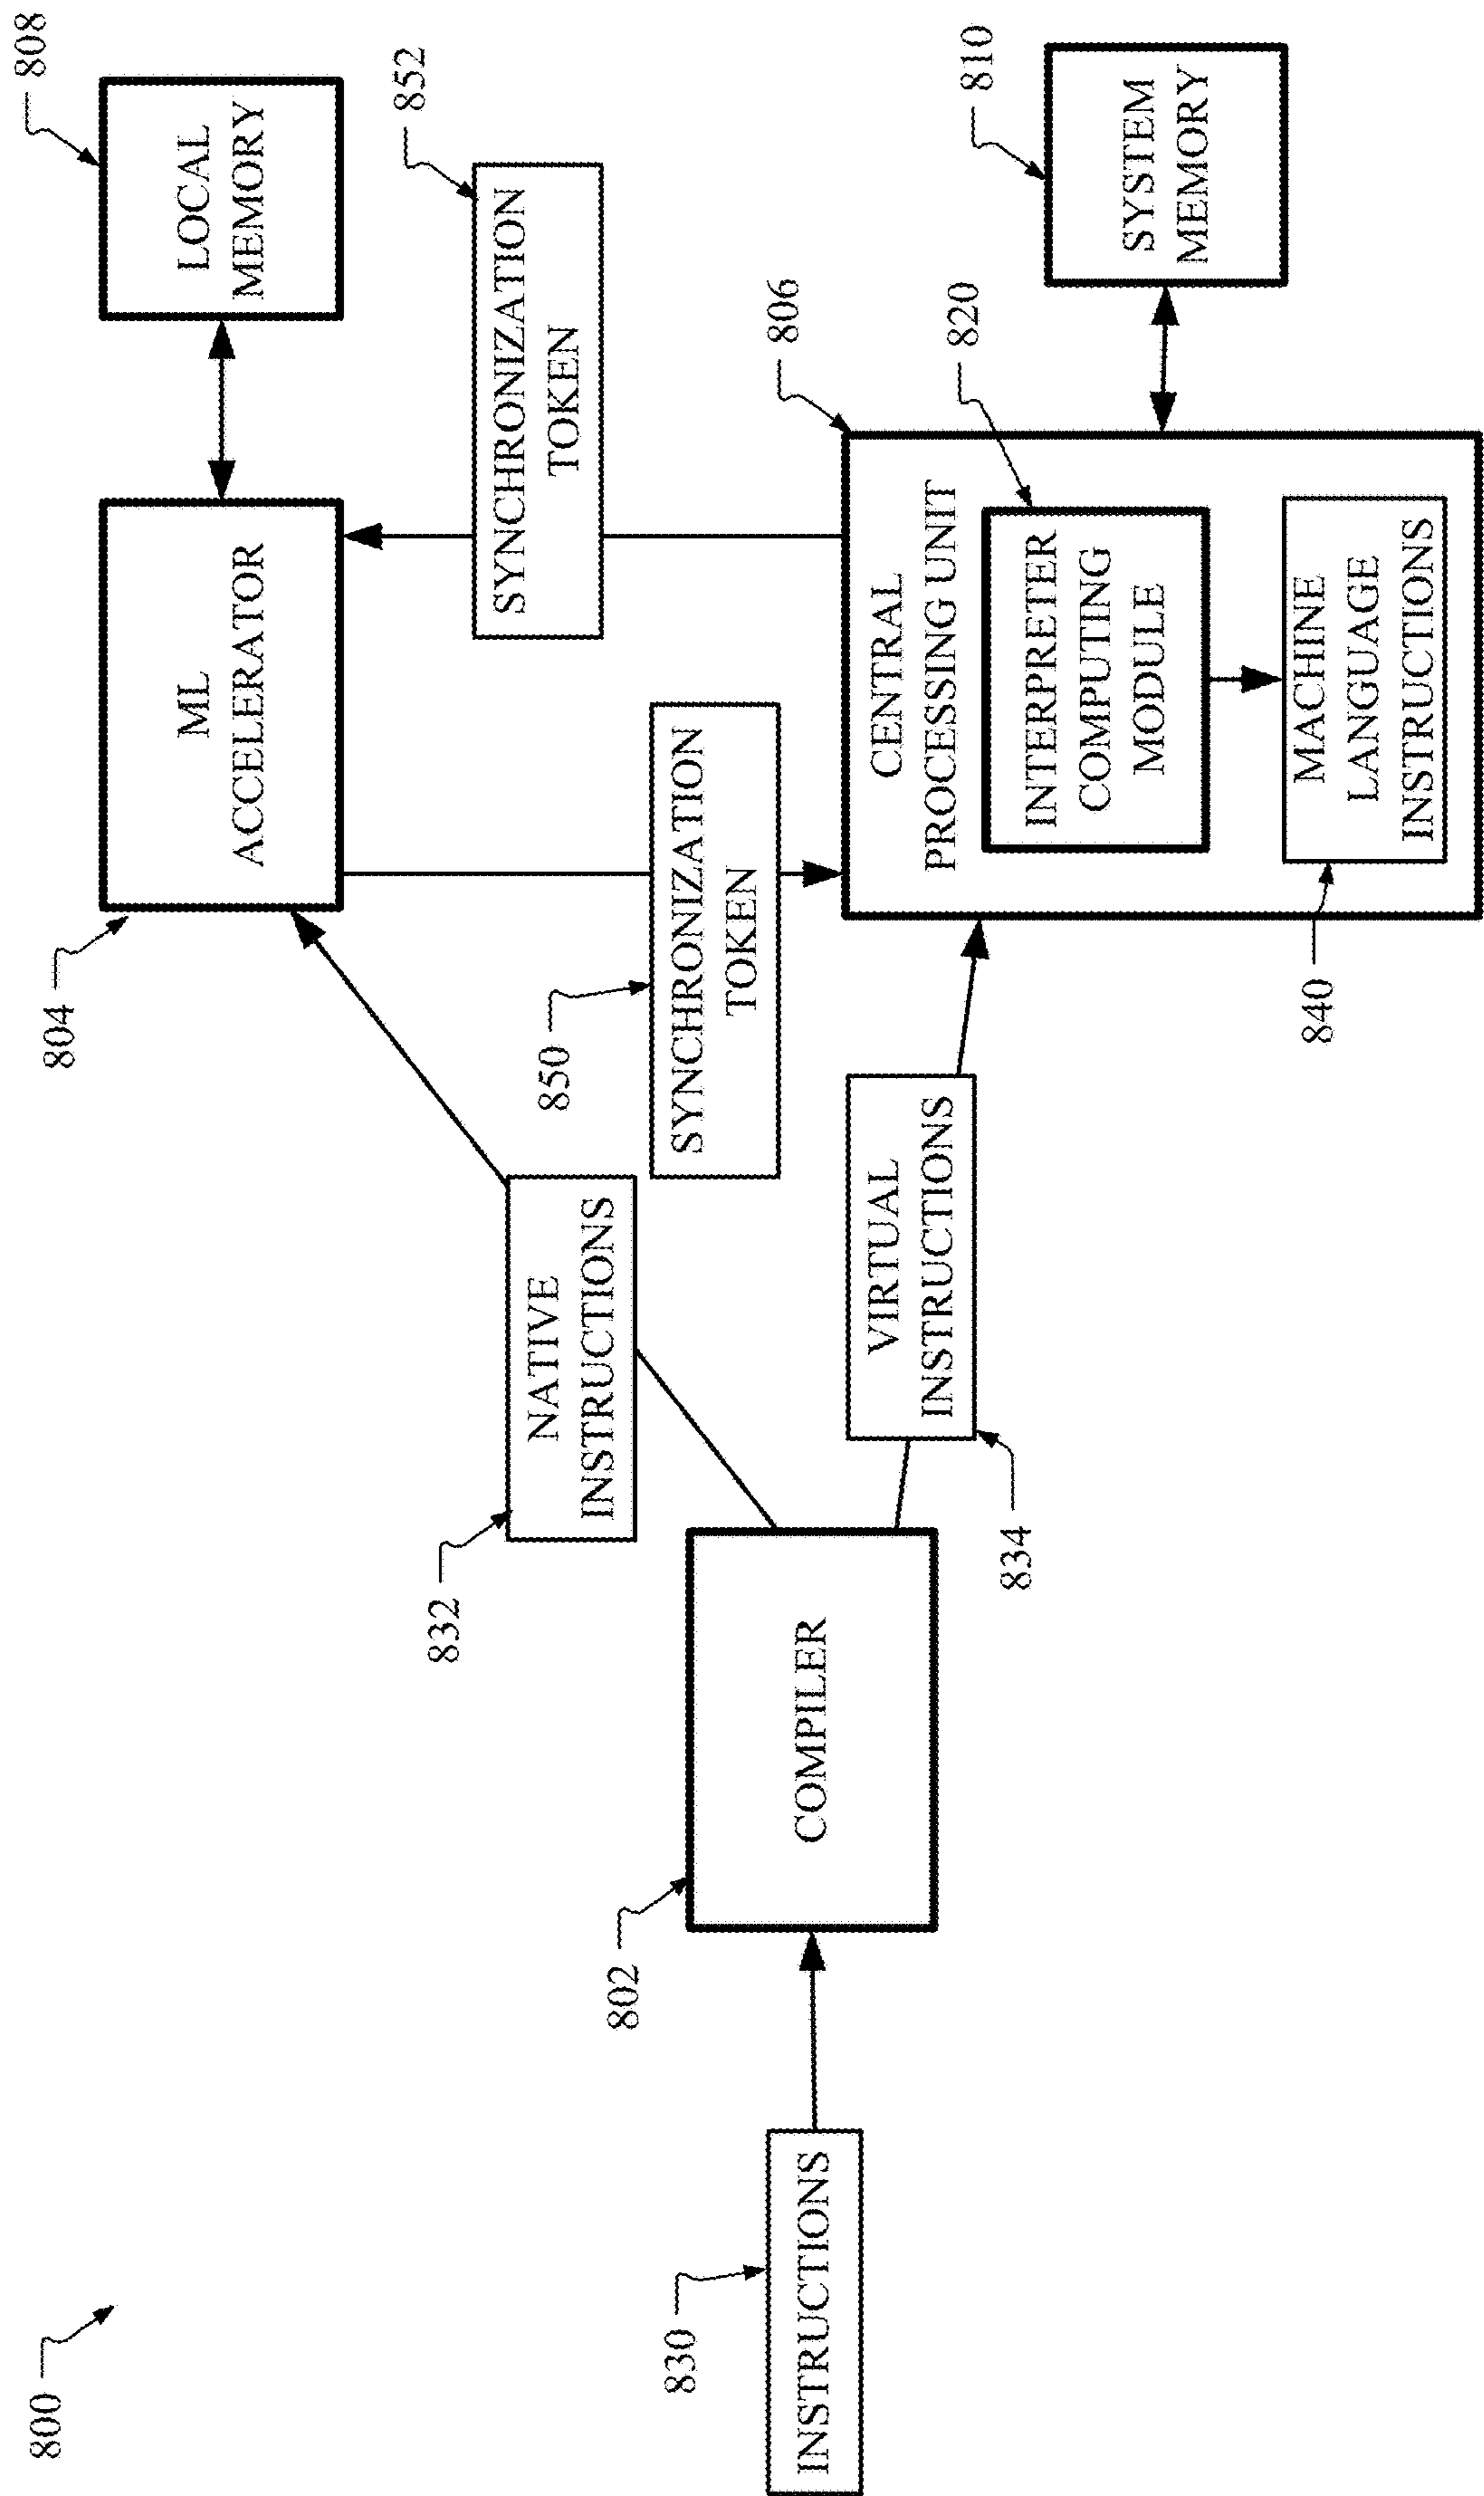 800
830
INSTRUCTIONS
802
COMPILER
832
NATIVE
INSTRUCTIONS
834
VIRTUAL
INSTRUCTIONS
804
ML
ACCELERATOR
808
LOCAL
MEMORY
850
SYNCHRONIZATION
TOKEN
852
SYNCHRONIZATION
TOKEN
806
CENTRAL
PROCESSING UNIT
820
INTERPRETER
COMPUTING
MODULE
840
MACHINE
LANGUAGE
INSTRUCTIONS
810
SYSTEM
MEMORY